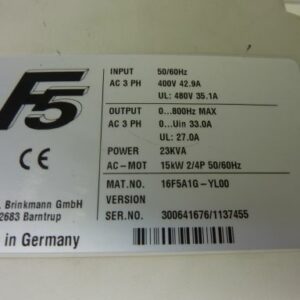 F5
CE
INPUT 50/60Hz
AC 3 PH 400V 42.9A
UL: 480V 35.1A
OUTPUT 0...800Hz MAX
AC 3 PH 0...Uin 33.0A
UL: 27.0A
POWER 23KVA
AC-MOT 15kW 2/4P 50/60Hz
MAT.NO. 16F5A1G-YL00
VERSION
SER.NO. 300641676/1137455
. Brinkmann GmbH
2683 Barntrup
in Germany